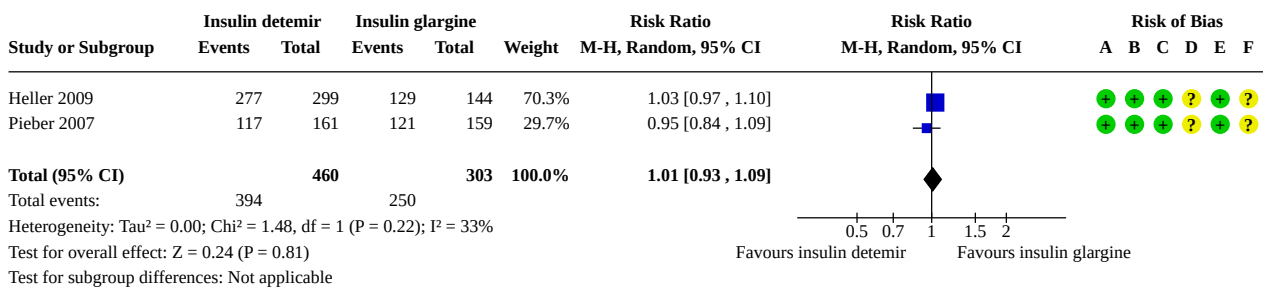 Insulin detemir Insulin glargine Risk Ratio Risk Ratio Risk of Bias
Study or Subgroup Events Total Events Total Weight M-H, Random, 95% CI M-H, Random, 95% CI A B C D E F
Heller 2009 277 299 129 144 70.3% 1.03 [0.97 , 1.10] + + + ? + ?
Pieber 2007 117 161 121 159 29.7% 0.95 [0.84 , 1.09] + + + ? + ?
Total (95% CI) 460 303 100.0% 1.01 [0.93 , 1.09]
Total events: 394 250
Heterogeneity: Tau² = 0.00; Chi² = 1.48, df = 1 (P = 0.22); I² = 33%
0.5 0.7 1 1.5 2
Test for overall effect: Z = 0.24 (P = 0.81) Favours insulin detemir Favours insulin glargine
Test for subgroup differences: Not applicable